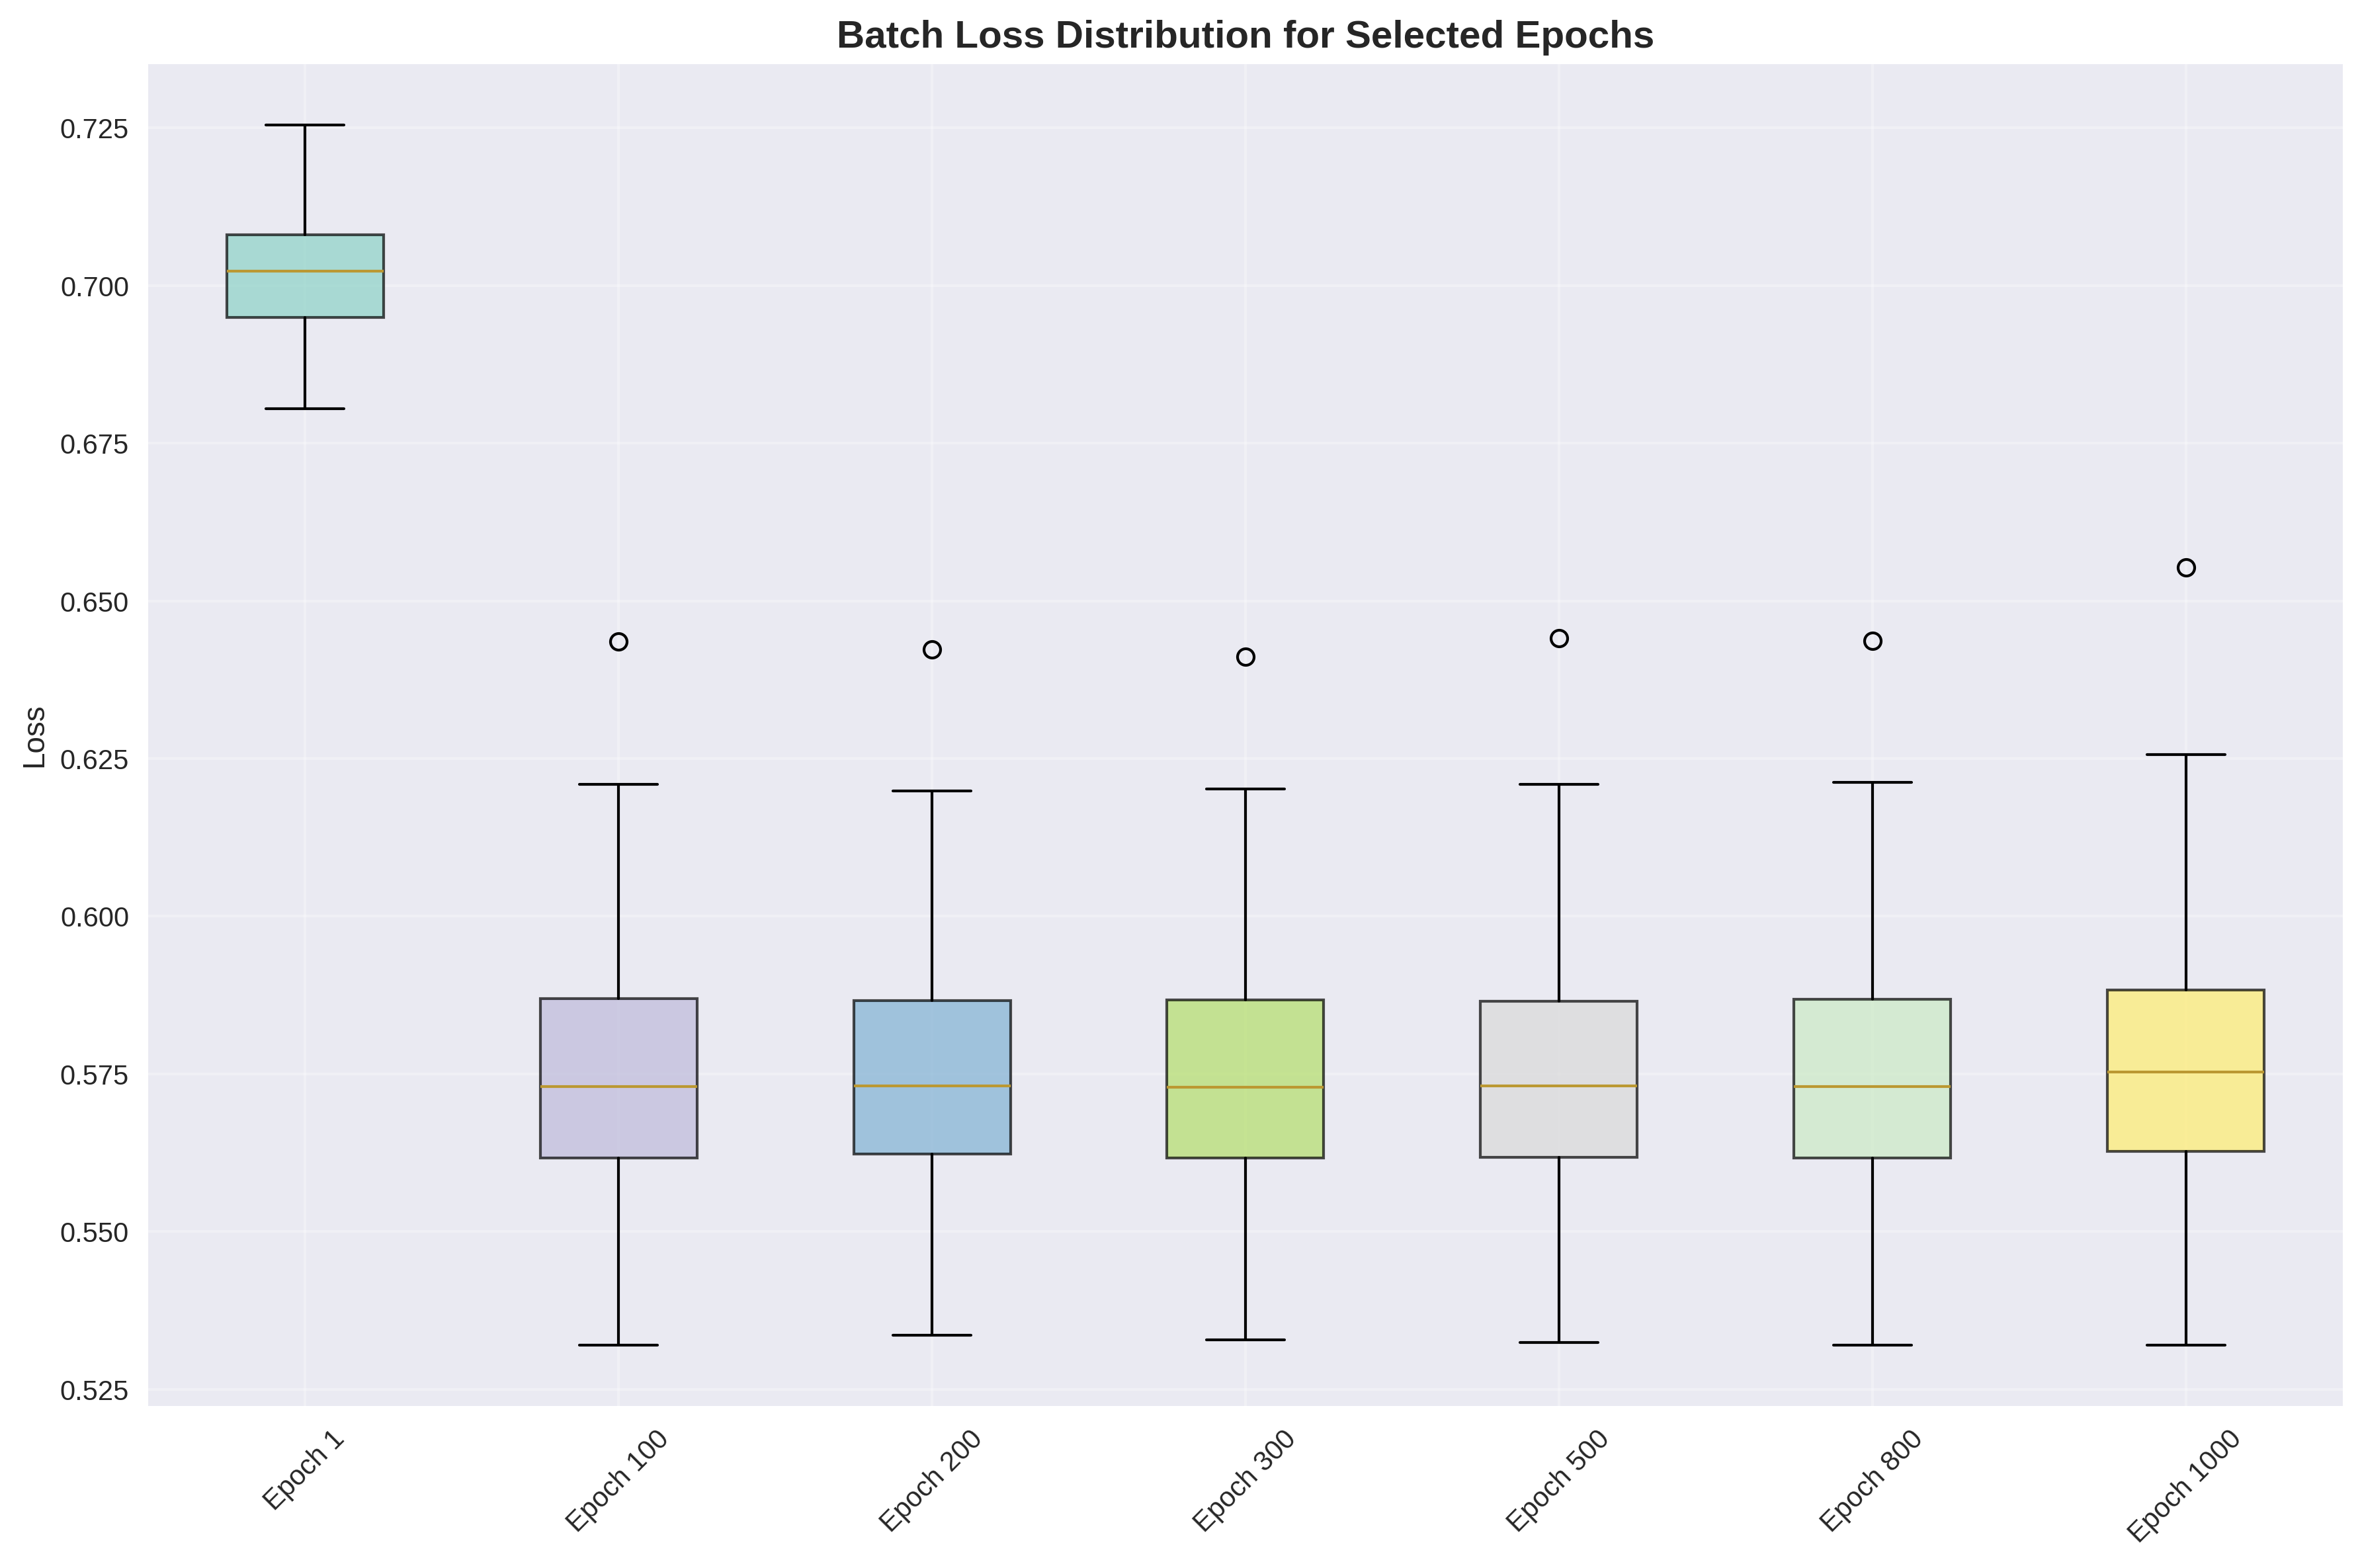 Batch Loss Distribution for Selected Epochs
Loss
0.725
0.700
0.675
0.650
0.625
0.600
0.575
0.550
0.525
Epoch 1
Epoch 100
Epoch 200
Epoch 300
Epoch 500
Epoch 800
Epoch 1000